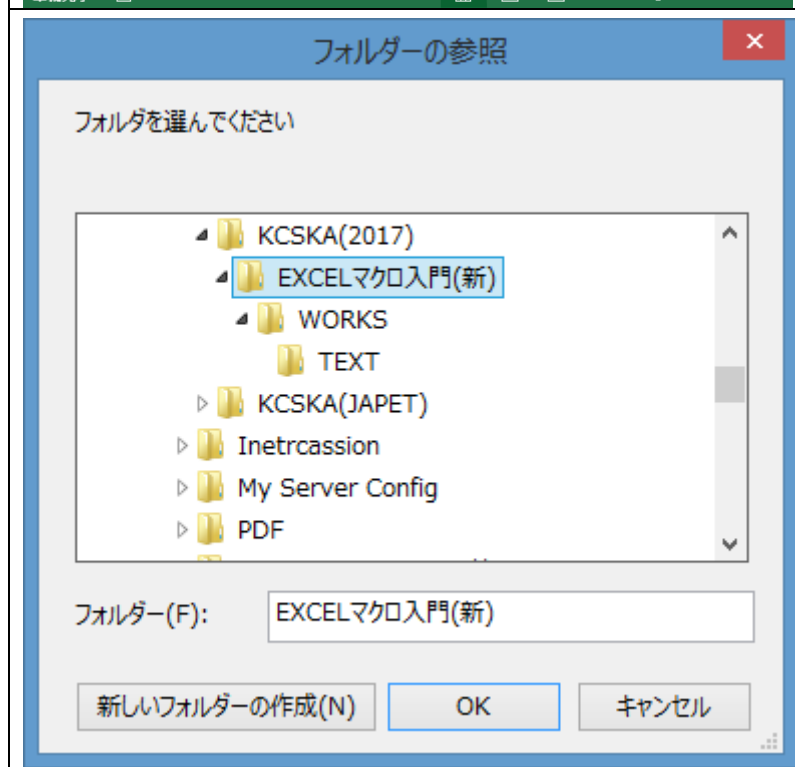 フォルダーの参照
フォルダを選んでください
KCSKA(2017)
EXCELマクロ入門(新)
WORKS
TEXT
KCSKA(JAPET)
Inetrcassion
My Server Config
PDF
フォルダー(F):
EXCELマクロ入門(新)
新しいフォルダーの作成(N)
OK
キャンセル